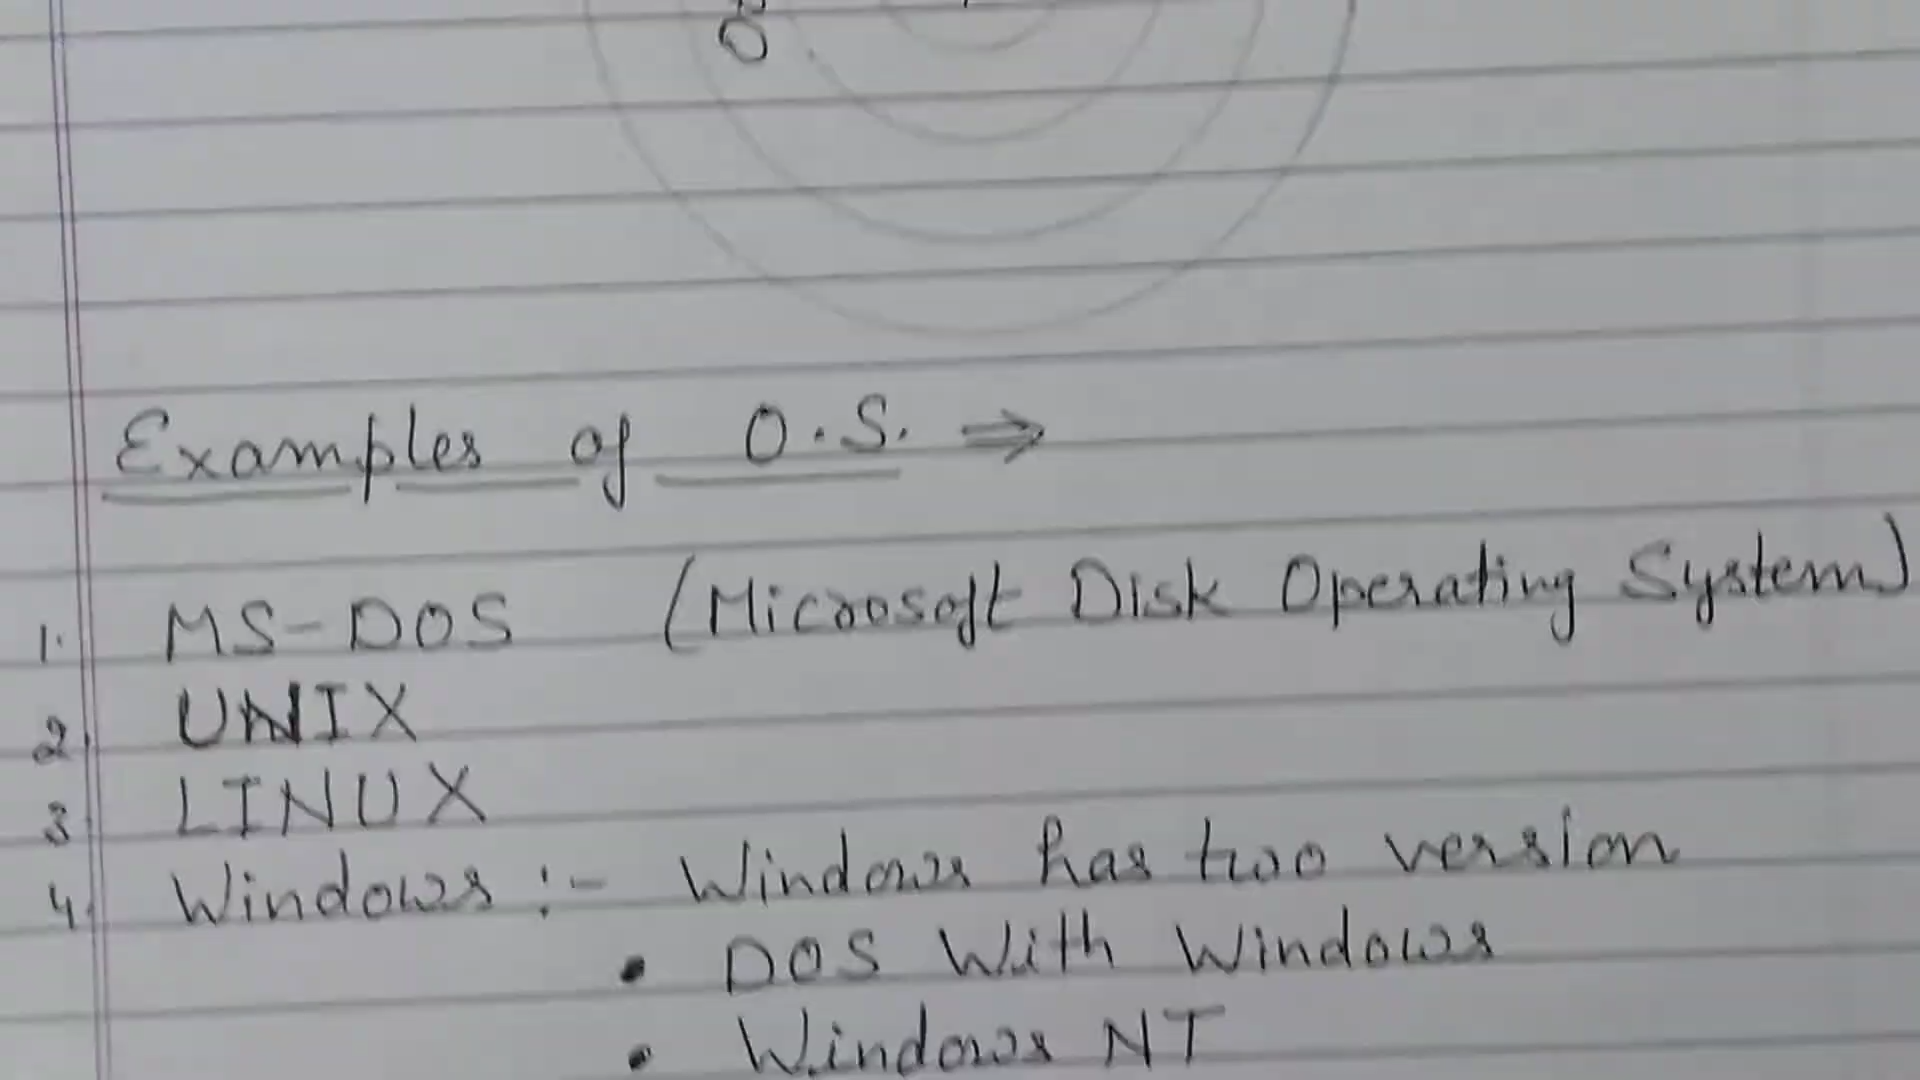 Examples of O.S. ⇒
1. MS-DOS (Microsoft Disk Operating System)
2. UNIX
3. LINUX
4. Windows :- Windows has two version
• DOS With Windows
• Windows NT